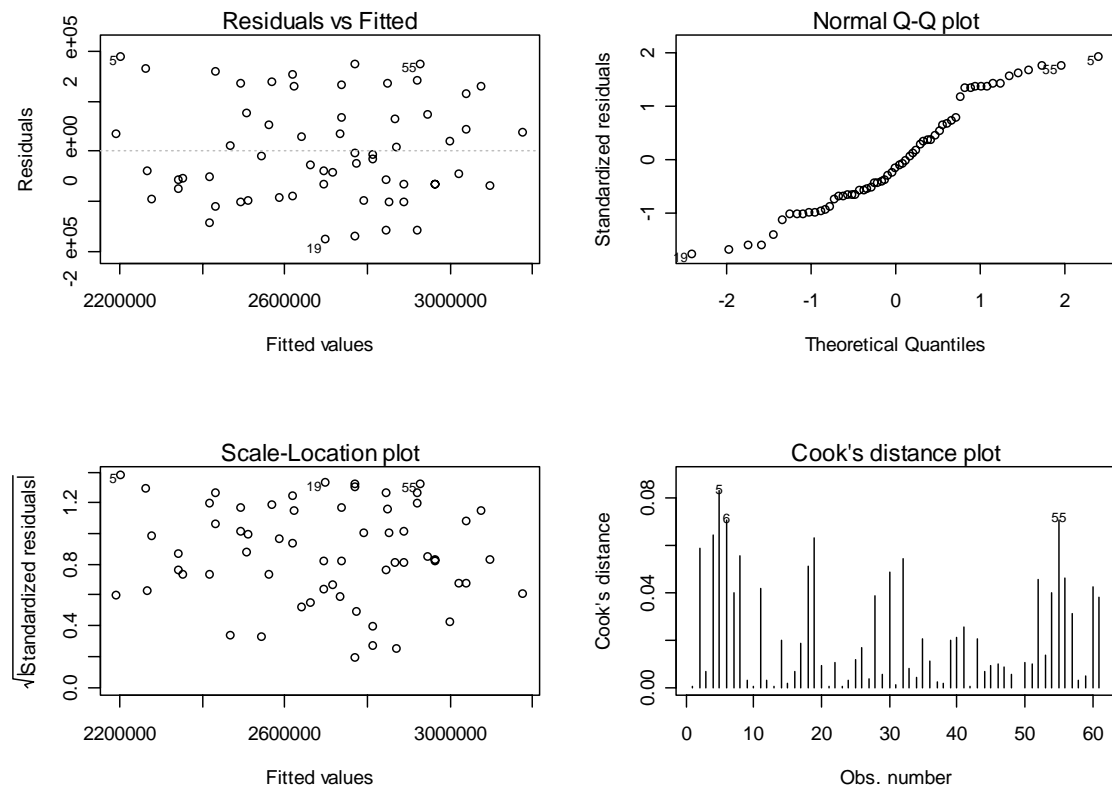 Residuals vs Fitted
Residuals
-2 e+05 0 e+00 2 e+05
5
55
19
2200000 2600000 3000000
Fitted values
Normal Q-Q plot
Standardized residuals
-1 0 1 2
55
5
19
-2 -1 0 1 2
Theoretical Quantiles
Scale-Location plot
√|Standardized residuals|
0.0 0.4 0.8 1.2
5
19
55
2200000 2600000 3000000
Fitted values
Cook's distance plot
Cook's distance
0.00 0.04 0.08
5
6
55
0 10 20 30 40 50 60
Obs. number